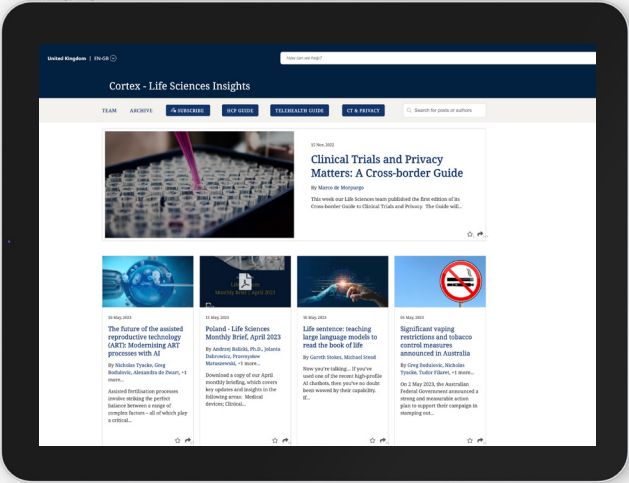 United Kingdom | EN-GB
How can we help?
Cortex - Life Sciences Insights
TEAM ARCHIVE SUBSCRIBE HCP GUIDE TELEHEALTH GUIDE CT & PRIVACY Search for posts or authors
17 Nov, 2022
Clinical Trials and Privacy
Matters: A Cross-border Guide
By Marco de Morpurgo
This week our Life Sciences team published the first edition of its
Cross-border Guide to Clinical Trials and Privacy. The Guide will...
Monthly Brief - April 2023
16 May, 2023
The future of the assisted
reproductive technology
(ART): Modernising ART
processes with AI
By Nicholas Tyacke, Greg
Bodulovic, Alexandra de Zwart, +1
more...
Assisted fertilisation processes
involve striking the perfect
balance between a range of
complex factors – all of which play
a critical...
11 May, 2023
Poland - Life Sciences
Monthly Brief, April 2023
By Andrzej Balicki, Ph.D., Jolanta
Dabrowicz, Przemyslaw
Mataszewski, +1 more...
Download a copy of our April
monthly briefing, which covers
key updates and insights in the
following areas: Medical
devices; Clinical...
10 May, 2023
Life sentence: teaching
large language models to
read the book of life
By Gareth Stokes, Michael Stead
Now you're talking... If you've
used one of the recent high-profile
AI chatbots, then you've no doubt
been wowed by their capability.
If...
05 May, 2023
Significant vaping
restrictions and tobacco
control measures
announced in Australia
By Greg Bodulovic, Nicholas
Tyacke, Tudor Filaret, +1 more...
On 2 May 2023, the Australian
Federal Government announced a
strong and measurable action
plan to support their campaign in
stamping out...